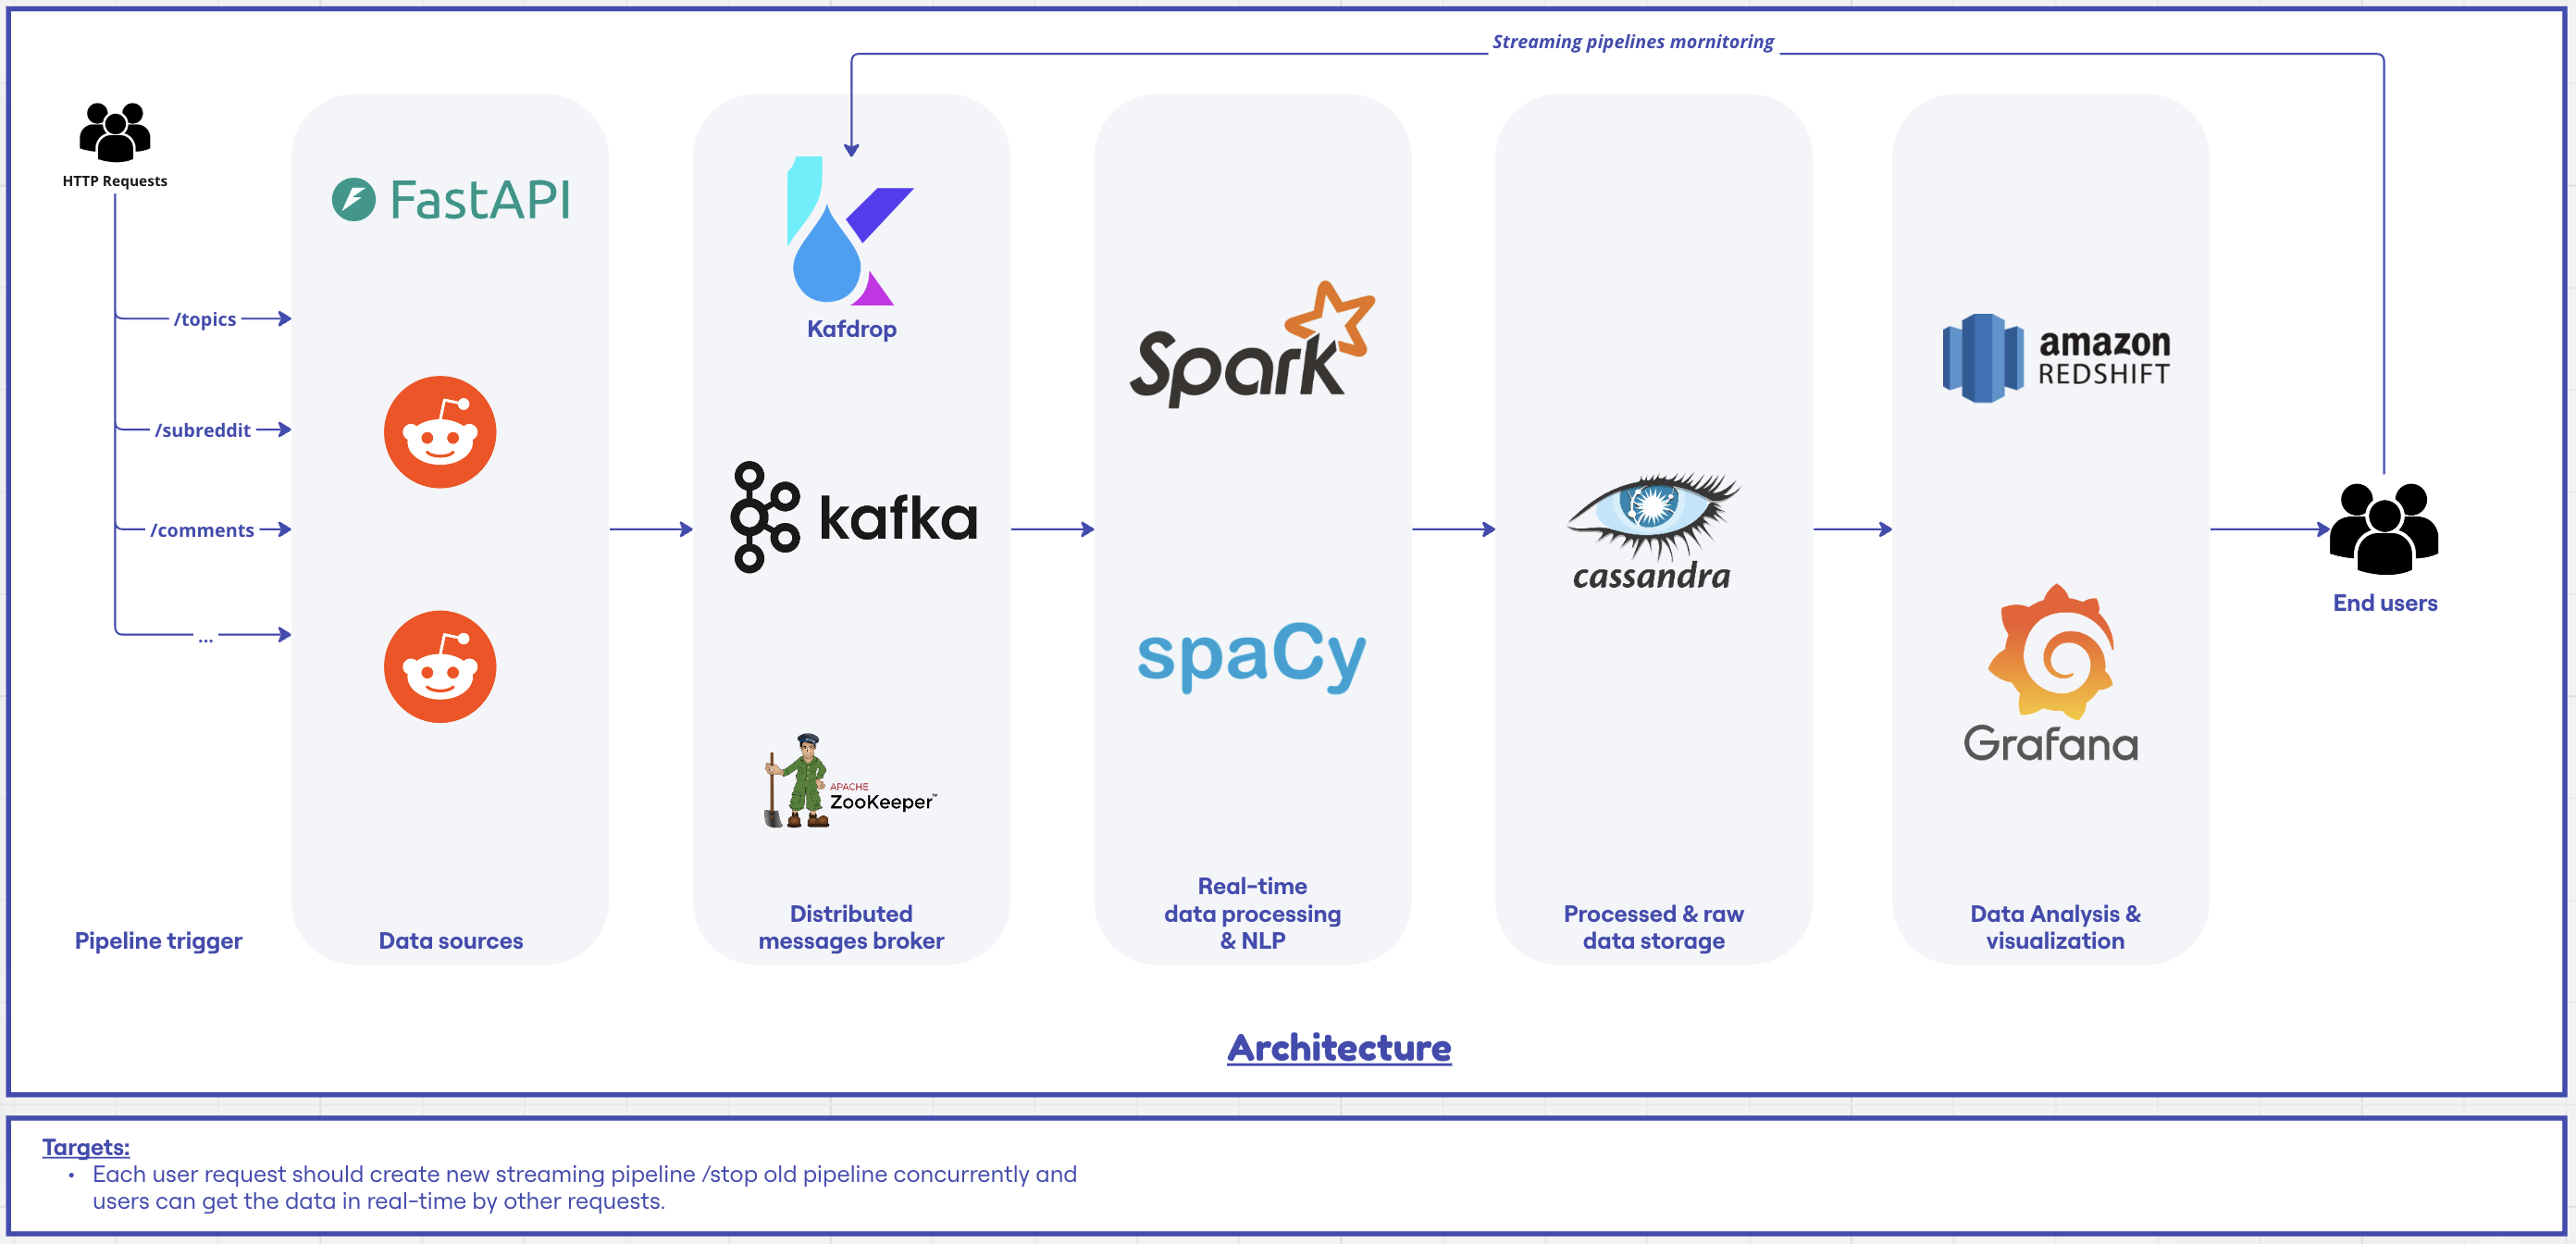 Streaming pipelines mornitoring
HTTP Requests
/topics
/subreddit
/comments
...
Pipeline trigger
FastAPI
Data sources
Kafdrop
kafka
APACHE
ZooKeeper™
Distributed
messages broker
Spark
spaCy
Real-time
data processing
& NLP
cassandra
Processed & raw
data storage
amazon
REDSHIFT
Grafana
Data Analysis &
visualization
End users
Architecture
Targets:
• Each user request should create new streaming pipeline /stop old pipeline concurrently and
users can get the data in real-time by other requests.